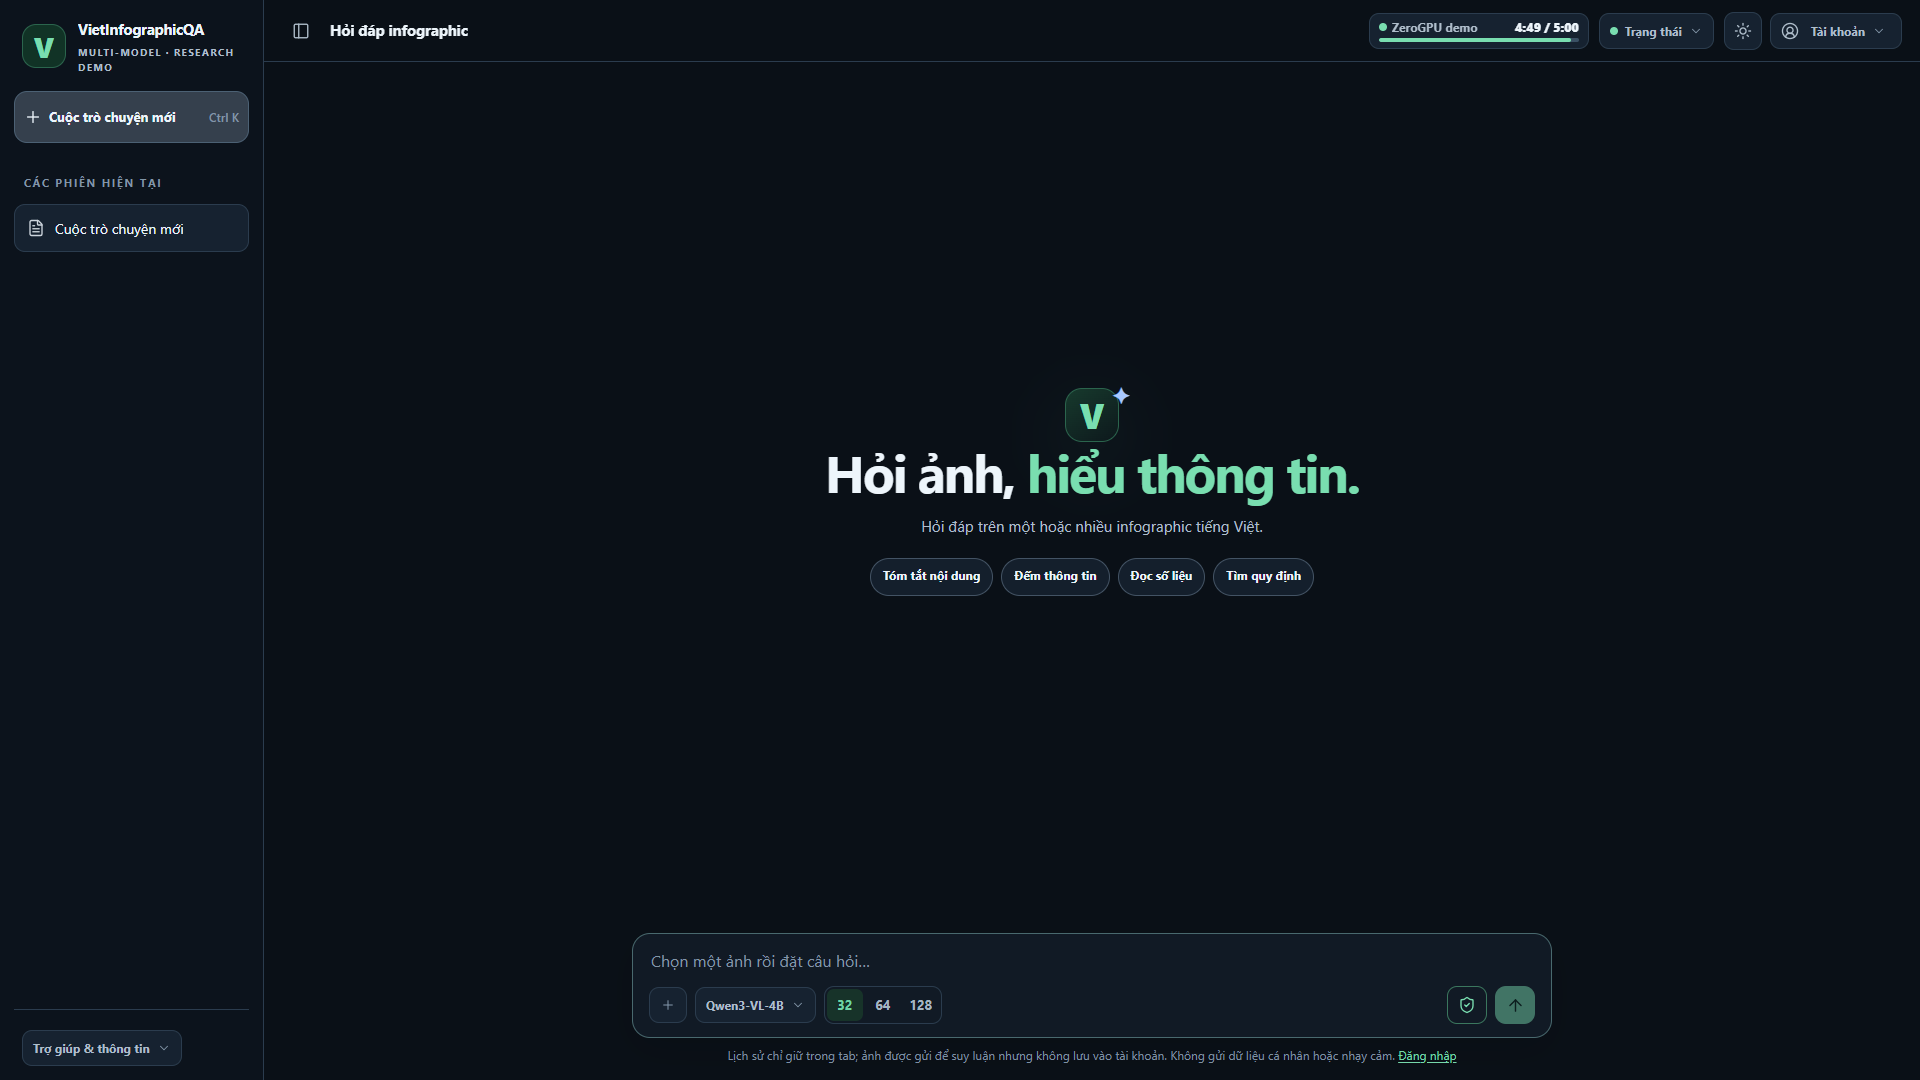 V
VietInfographicQA
MULTI-MODEL · RESEARCH
DEMO
Cuộc trò chuyện mới
Ctrl K
CÁC PHIÊN HIỆN TẠI
Cuộc trò chuyện mới
Trợ giúp & thông tin
Hỏi đáp infographic
ZeroGPU demo
4:49 / 5:00
Trạng thái
Tài khoản
V
Hỏi ảnh, hiểu thông tin.
Hỏi đáp trên một hoặc nhiều infographic tiếng Việt.
Tóm tắt nội dung
Đếm thông tin
Đọc số liệu
Tìm quy định
Chọn một ảnh rồi đặt câu hỏi...
Qwen3-VL-4B
32
64
128
Lịch sử chỉ giữ trong tab; ảnh được gửi để suy luận nhưng không lưu vào tài khoản. Không gửi dữ liệu cá nhân hoặc nhạy cảm. Đăng nhập